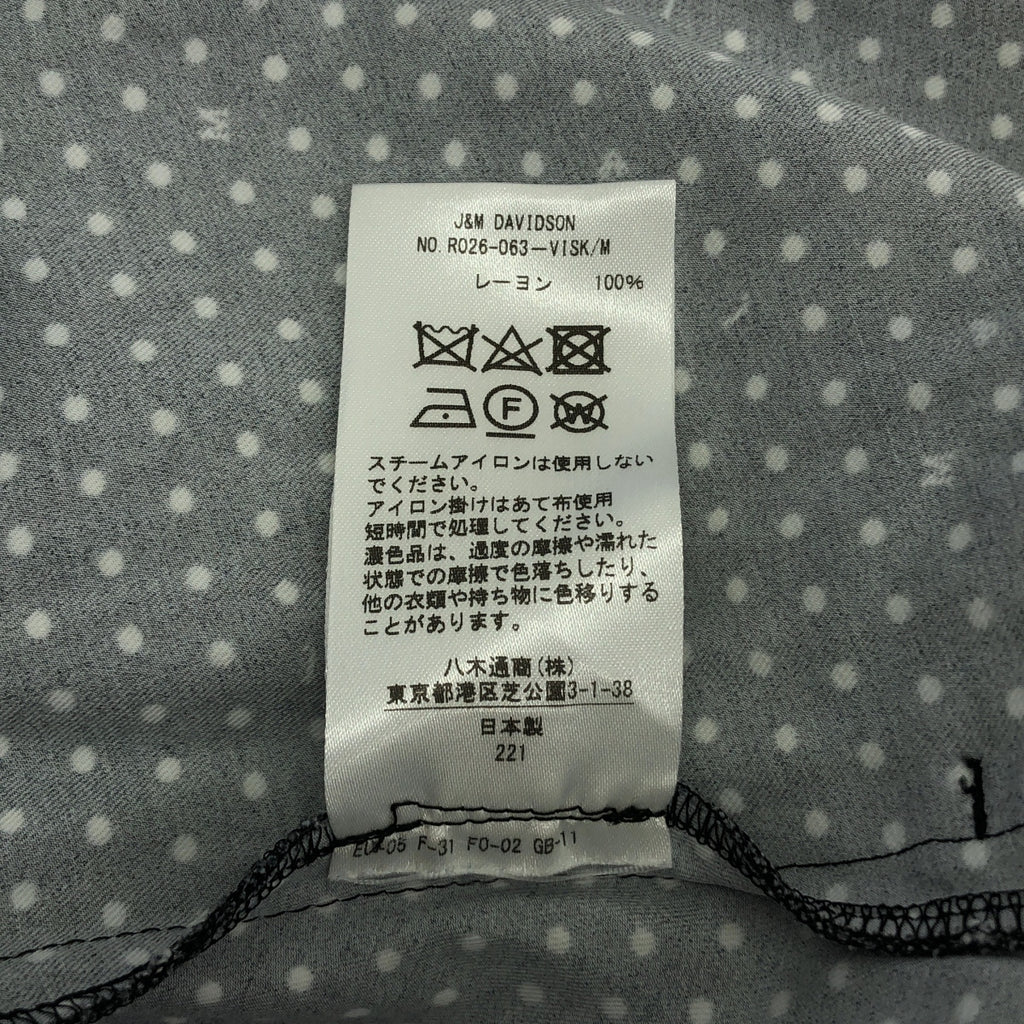 J&M DAVIDSON
NO. R026-063-VISK/M
レーヨン 100%
F
W
スチームアイロンは使用しない
でください。
アイロン掛けはあて布使用
短時間で処理してください。
濃色品は、過度の摩擦や濡れた
状態での摩擦で色落ちしたり、
他の衣類や持ち物に色移りする
ことがあります。
八木通商(株)
東京都港区芝公園3-1-38
日本製
221
F-31 FO-02 GB-11